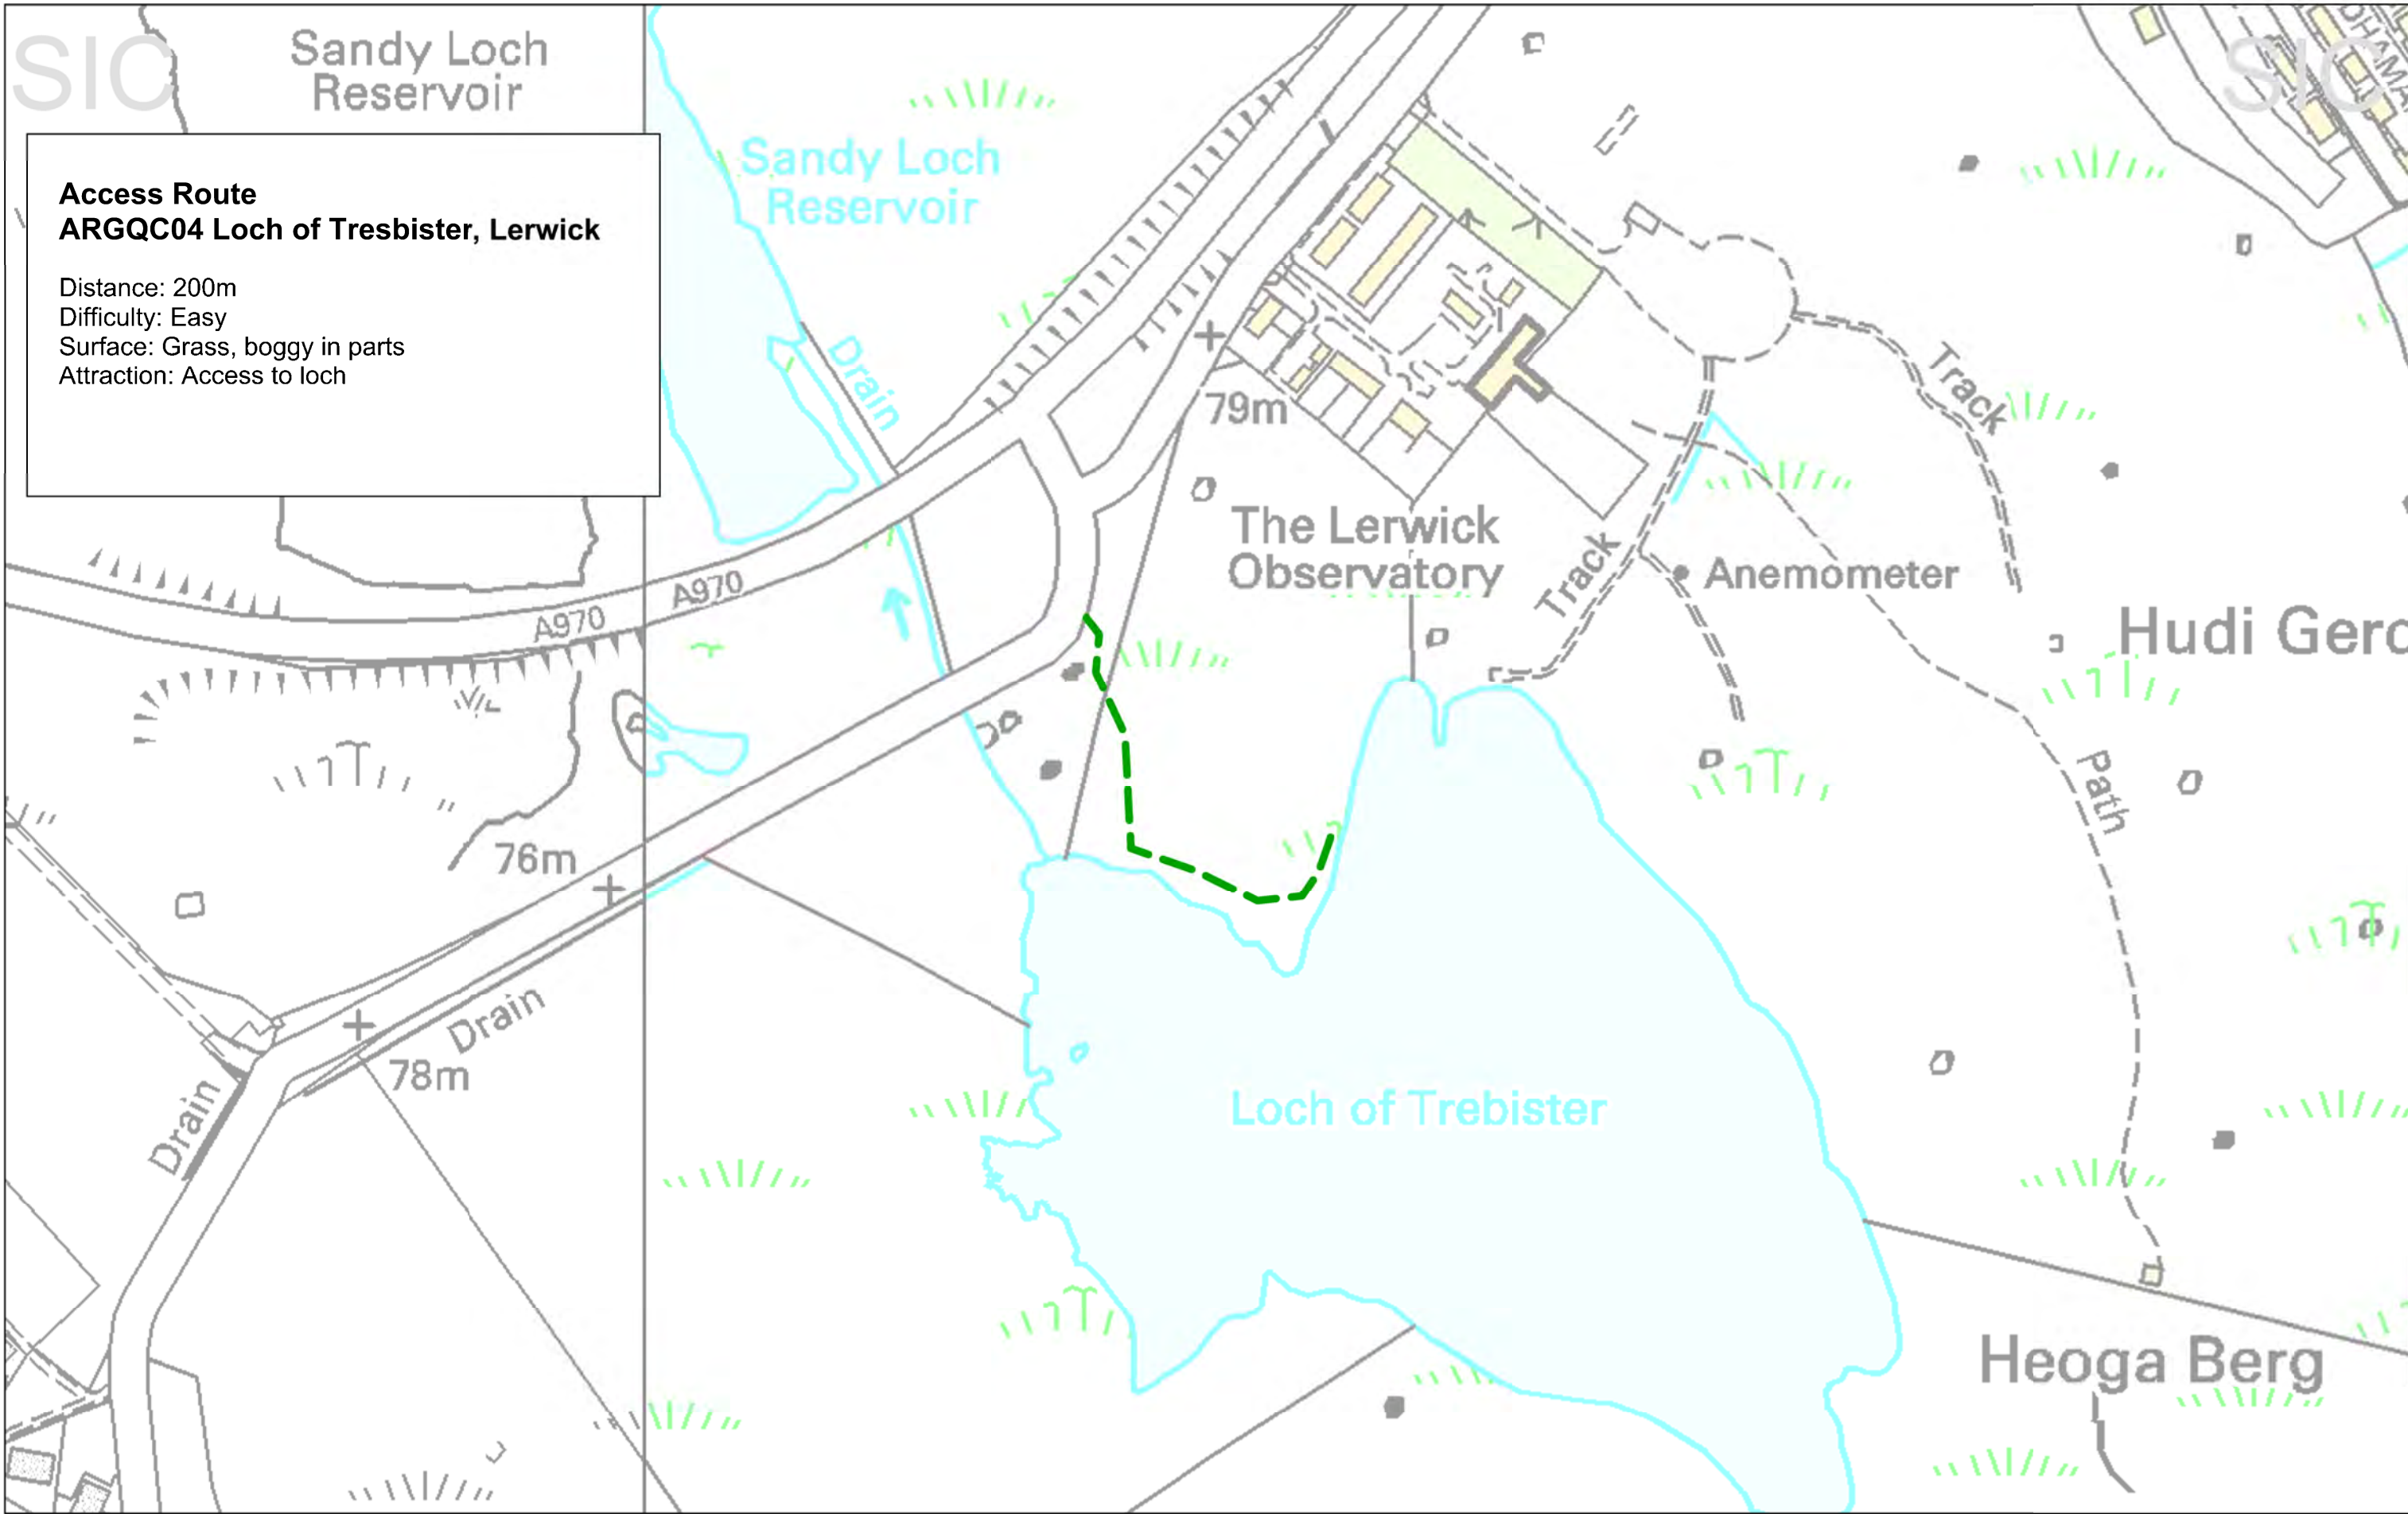 SIC
Sandy Loch
Reservoir
SIC
Access Route
ARGQC04 Loch of Tresbister, Lerwick
Distance: 200m
Difficulty: Easy
Surface: Grass, boggy in parts
Attraction: Access to loch
Sandy Loch
Reservoir
Drain
79m
Track
The Lerwick
Observatory
Track
Anemometer
A970
A970
Hudi Gerd
Path
76m
Drain
78m
Drain
Loch of Trebister
Heoga Berg